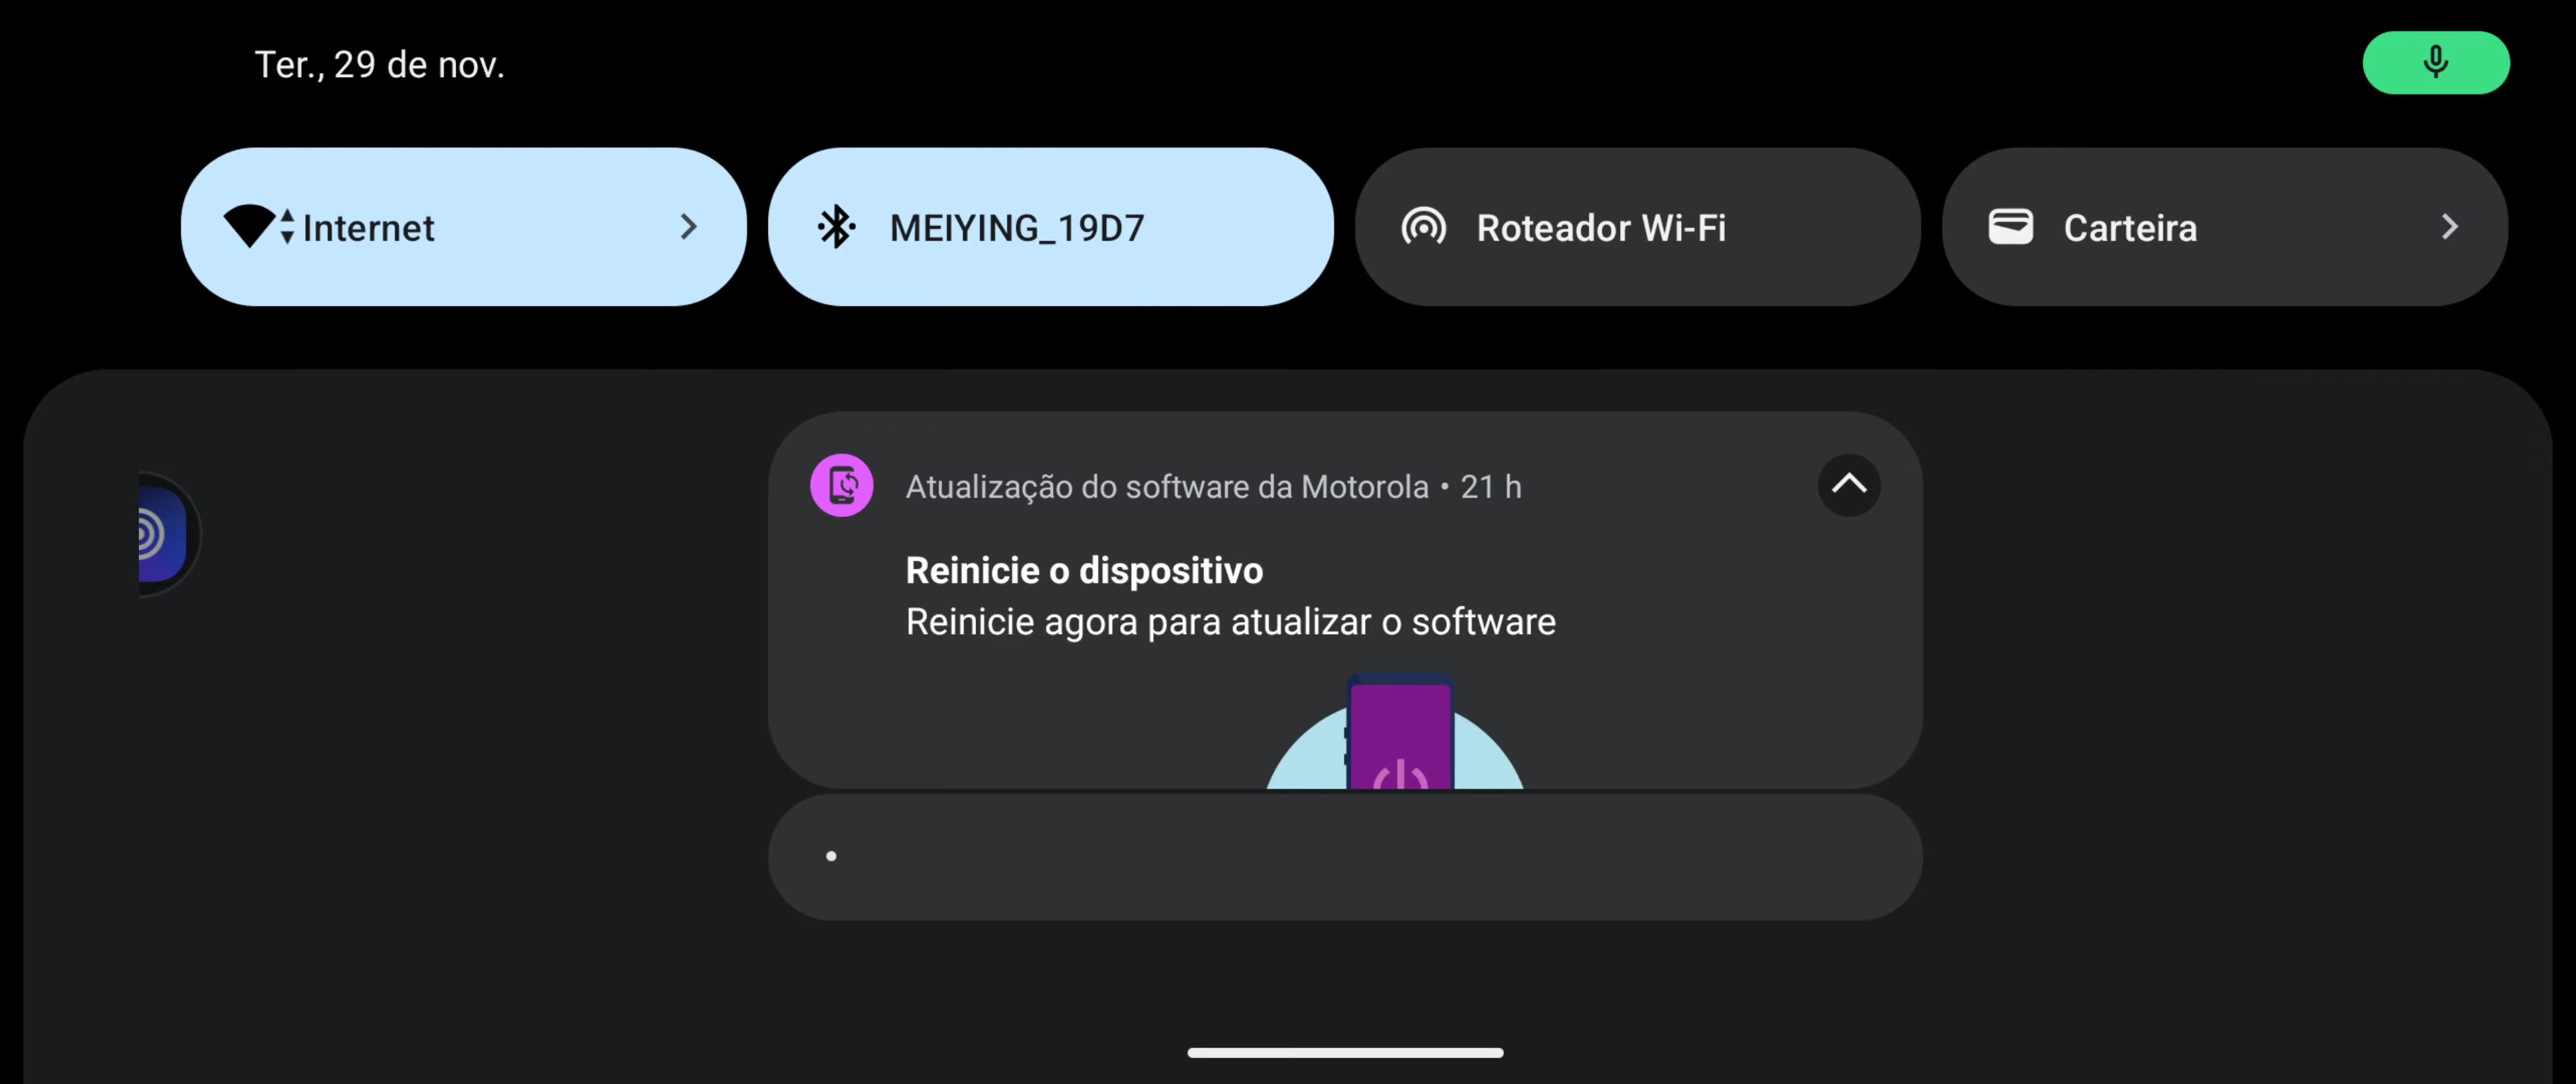 Ter., 29 de nov.
Internet
MEIYING_19D7
Roteador Wi-Fi
Carteira
Atualização do software da Motorola • 21 h
Reinicie o dispositivo
Reinicie agora para atualizar o software